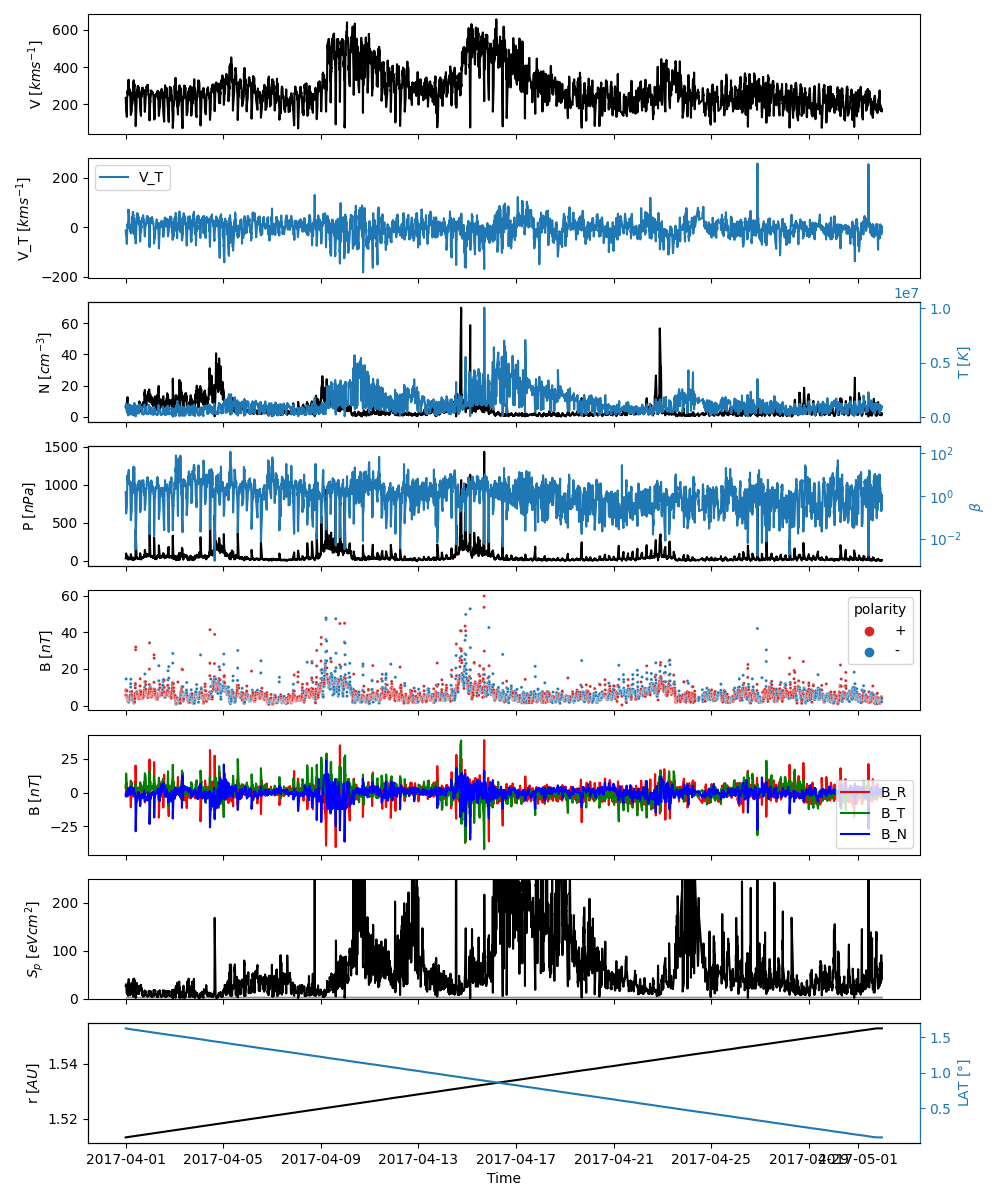 V [kms⁻¹]
600
400
200
V_T [kms⁻¹]
200
0
−200
V_T
N [cm⁻³]
60
40
20
0
1e7
1.0
0.5
0.0
T [K]
P [nPa]
1500
1000
500
0
10²
10⁰
10⁻²
β
B [nT]
60
40
20
0
polarity
+
-
B [nT]
25
0
−25
B_R
B_T
B_N
Sₚ [eVcm²]
200
100
0
r [AU]
1.54
1.52
1.5
1.0
0.5
LAT [°]
2017-04-01 2017-04-05 2017-04-09 2017-04-13 2017-04-17 2017-04-21 2017-04-25 2017-04-29 2017-05-01
Time